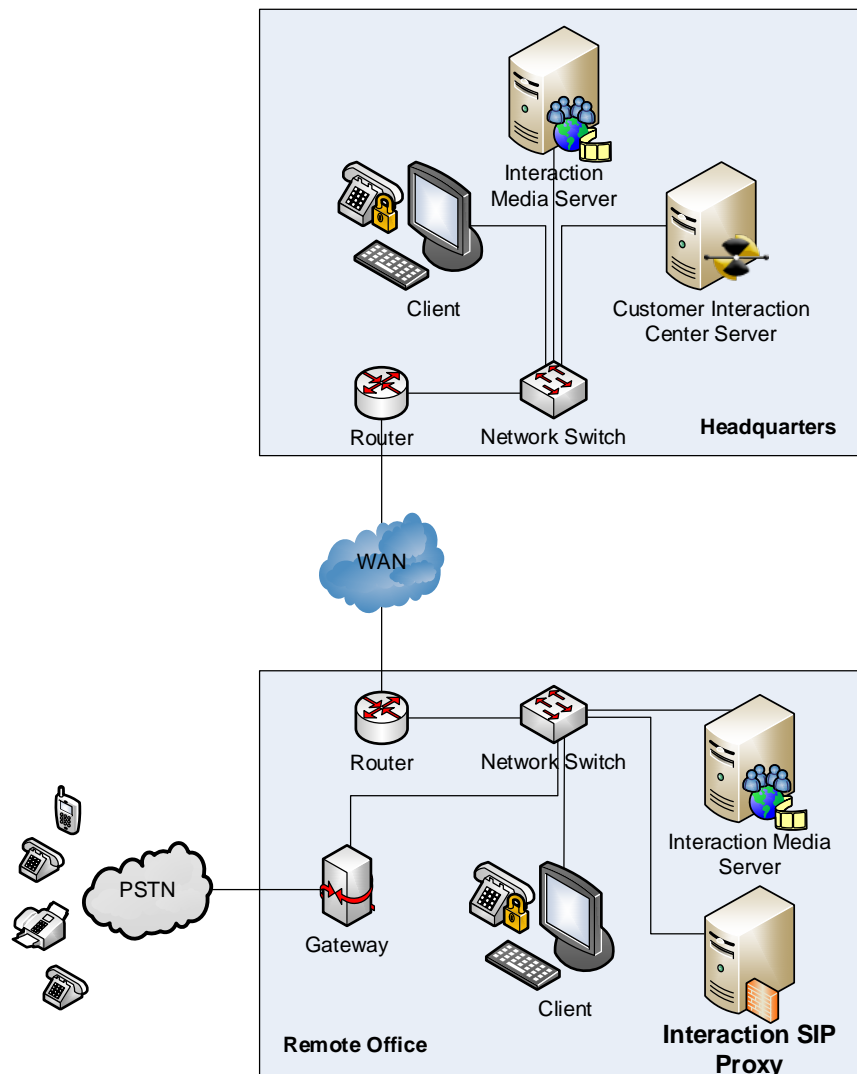 Interaction
Media Server
Client
Customer Interaction
Center Server
Router
Network Switch
Headquarters
WAN
Router
Network Switch
Interaction Media
Server
PSTN
Gateway
Client
Interaction SIP
Proxy
Remote Office